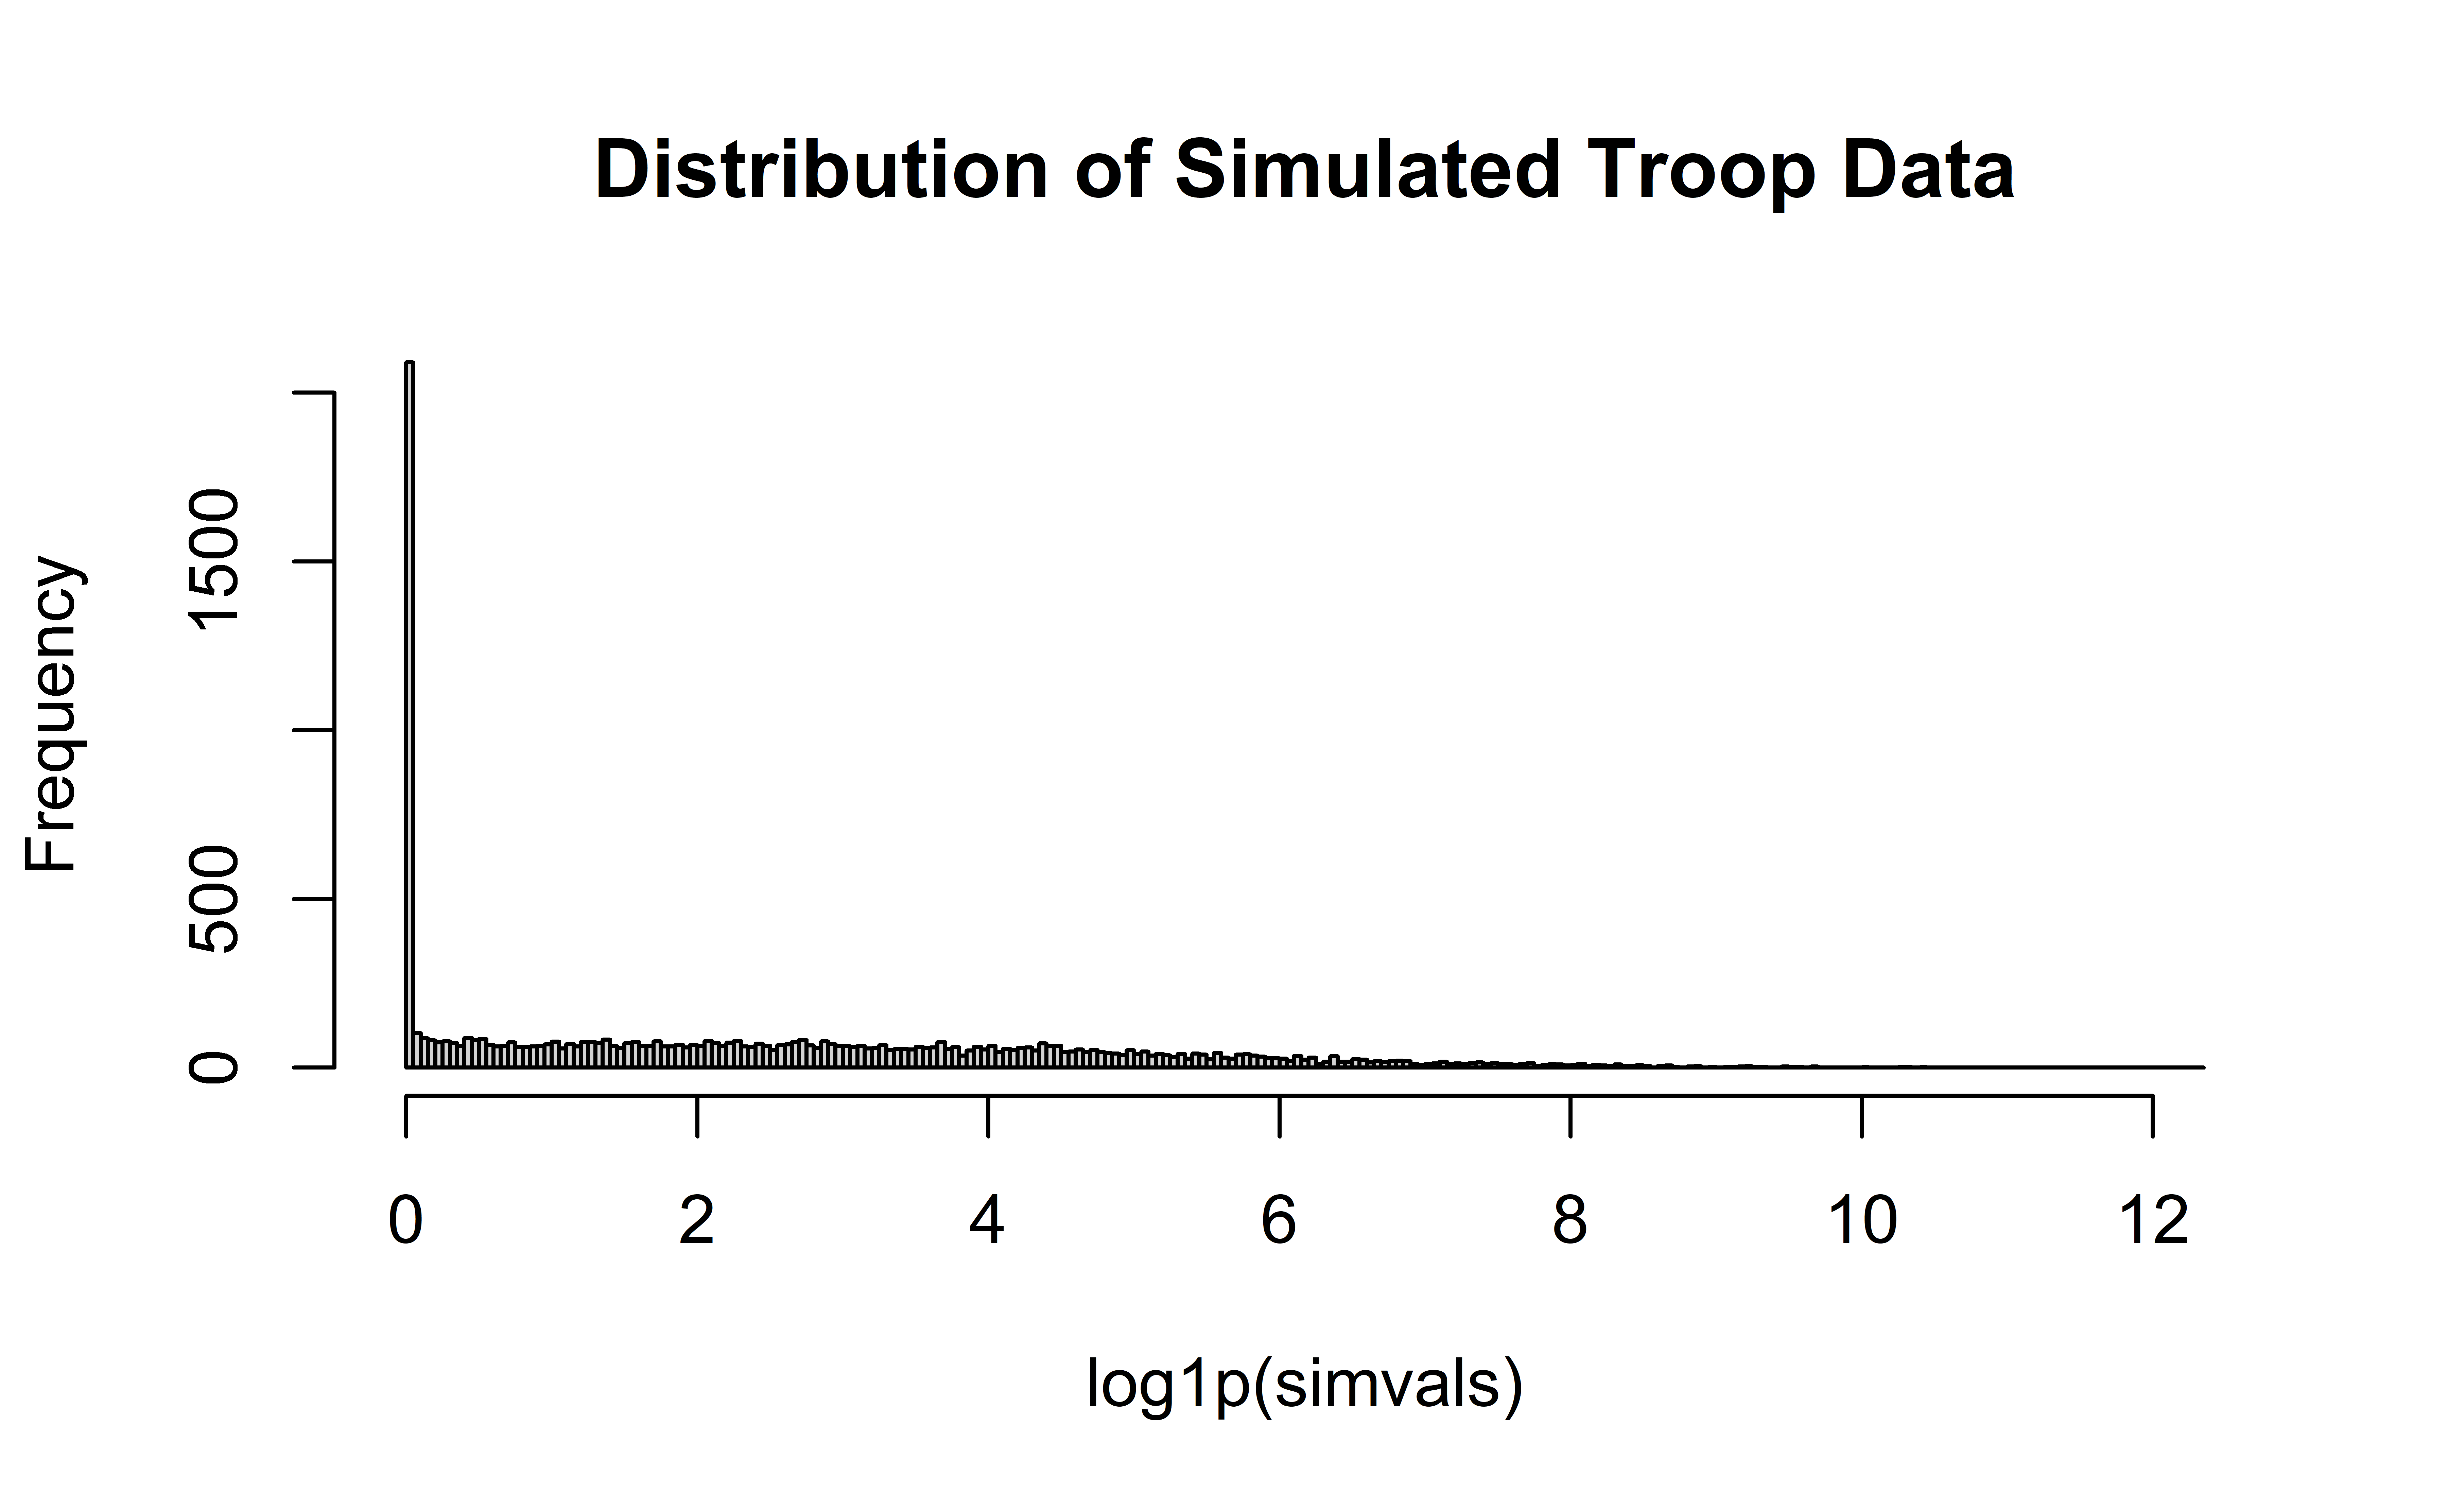 Distribution of Simulated Troop Data
Frequency
1500
500
0
0 2 4 6 8 10 12
log1p(simvals)